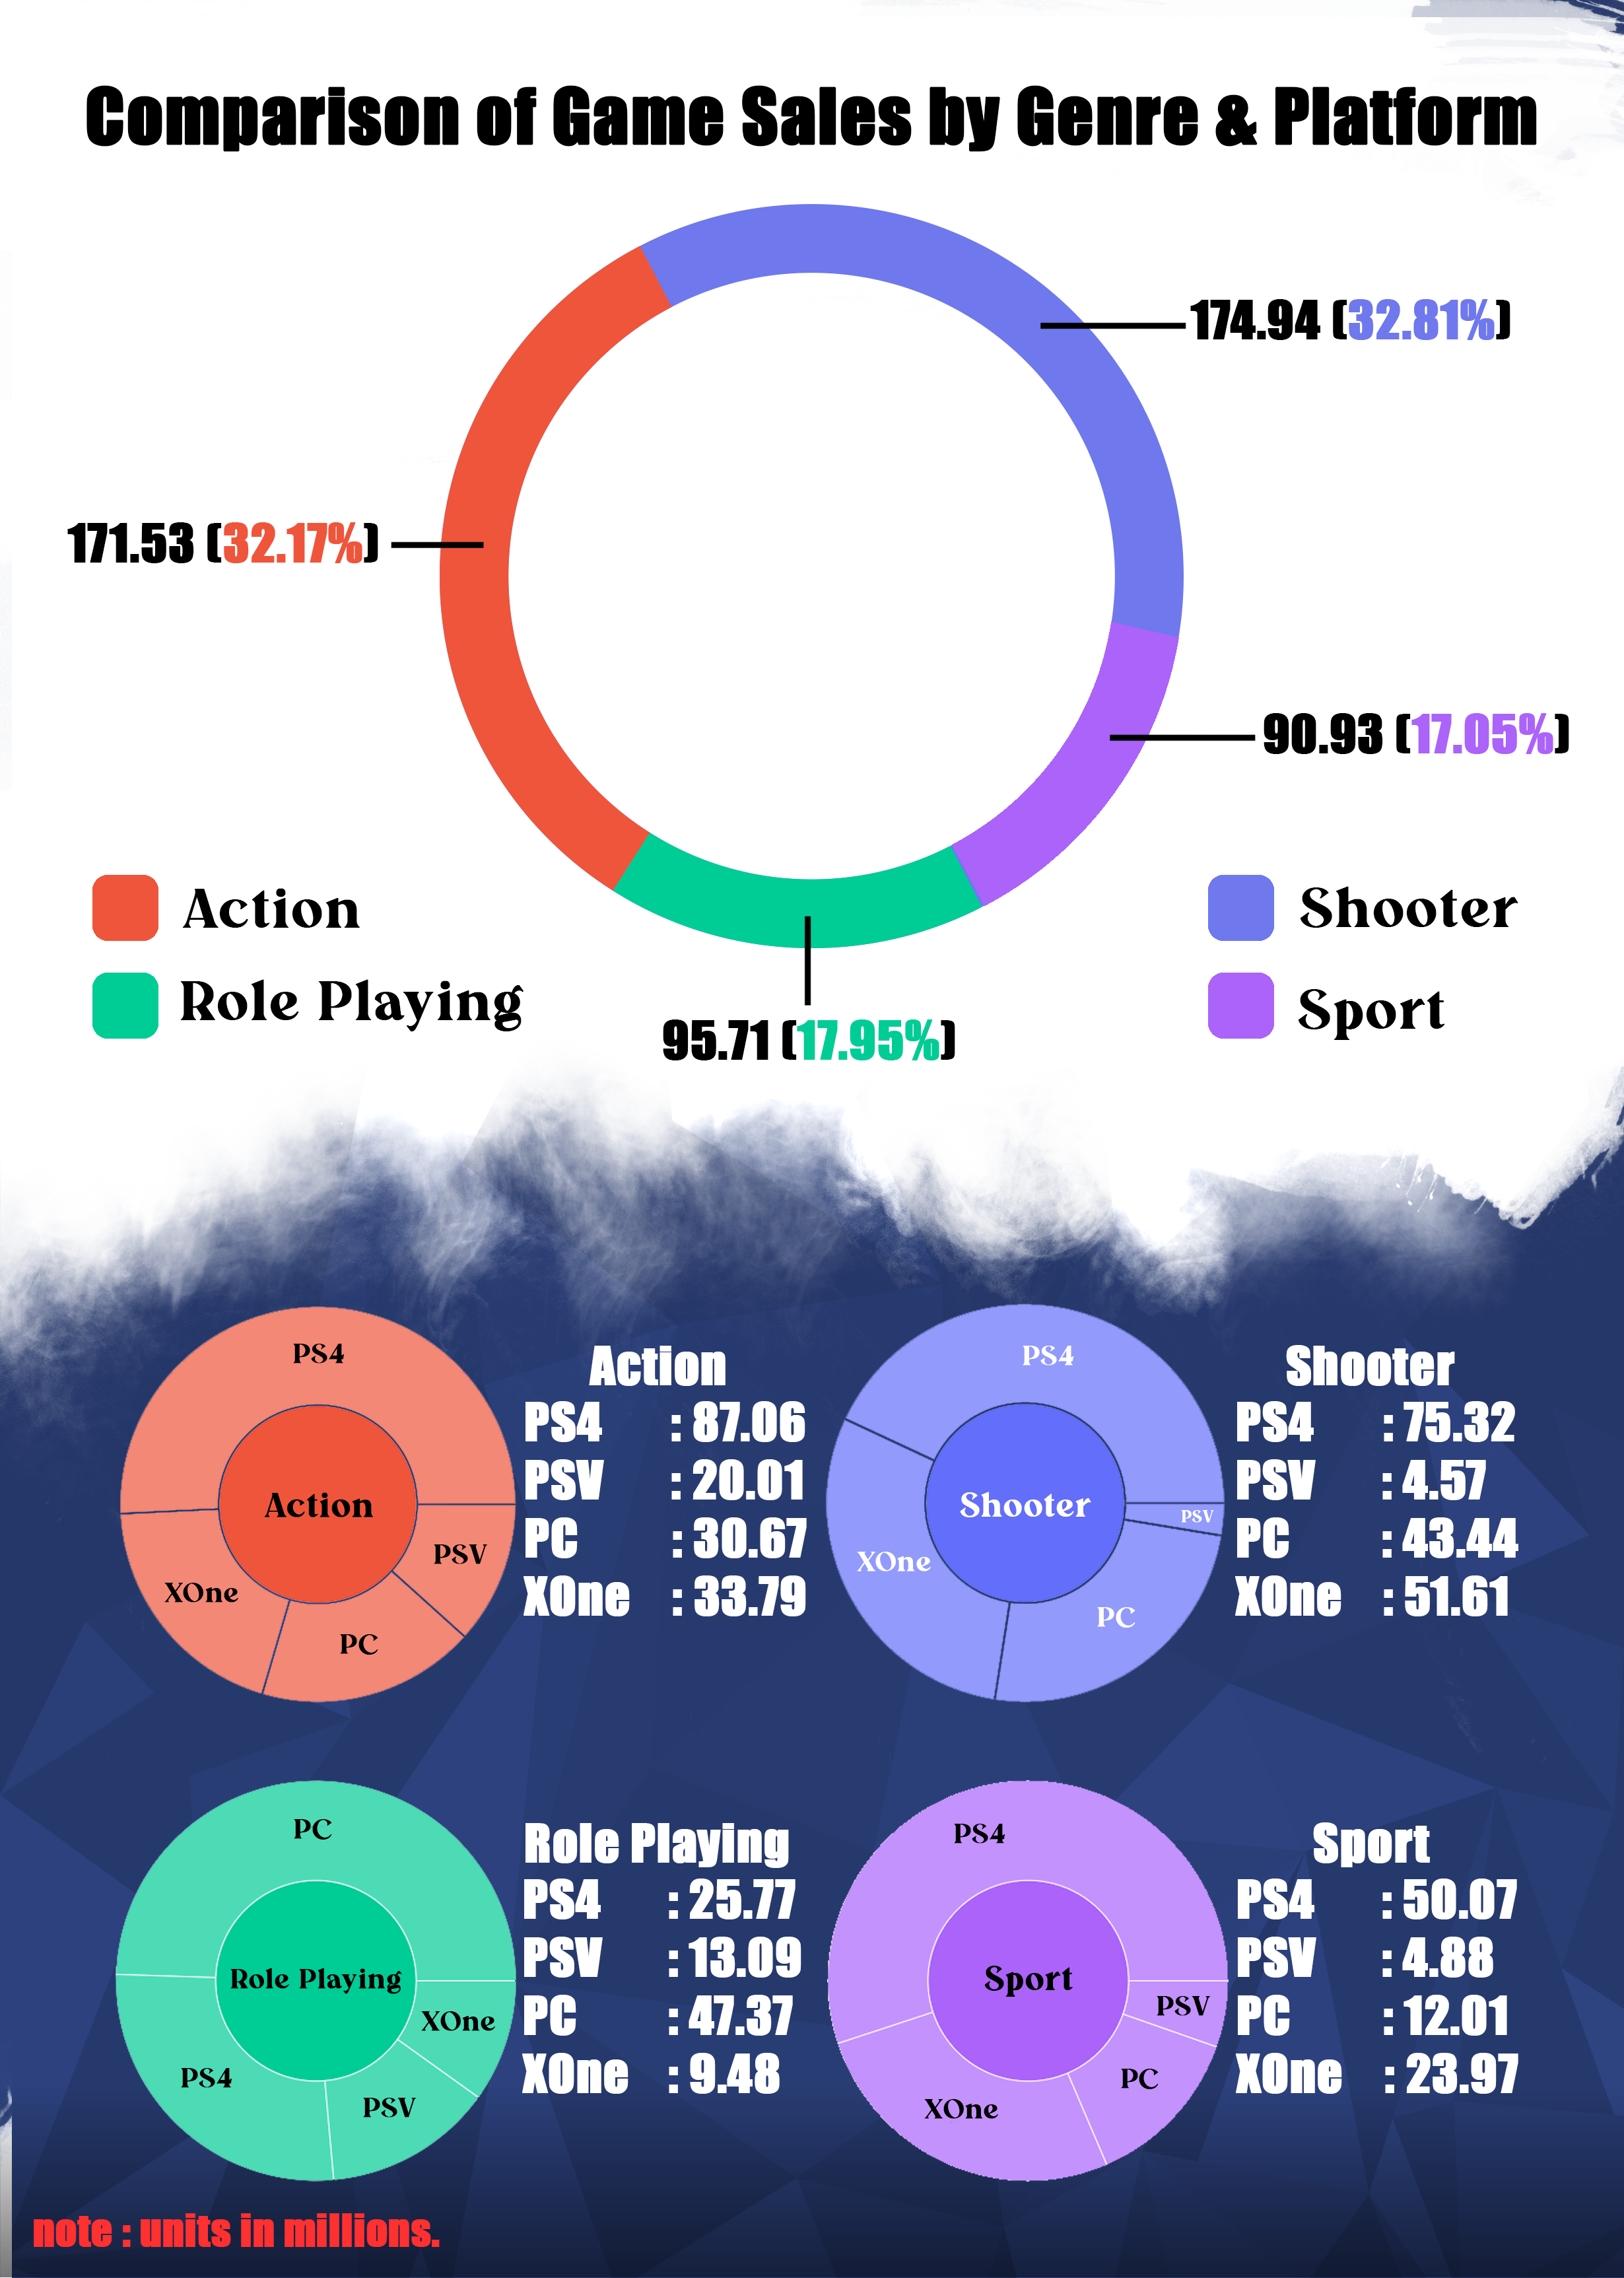 Comparison of Game Sales by Genre & Platform
174.94 (32.81%)
171.53 (32.17%)
90.93 (17.05%)
Action
Shooter
Role Playing
Sport
95.71 (17.95%)
PS4
Action
PSV
XOne
PC
Action
PS4 : 87.06
PSV : 20.01
PC : 30.67
XOne : 33.79
PS4
Shooter
PSV
XOne
PC
Shooter
PS4 : 75.32
PSV : 4.57
PC : 43.44
XOne : 51.61
PC
Role Playing
XOne
PS4
PSV
Role Playing
PS4 : 25.77
PSV : 13.09
PC : 47.37
XOne : 9.48
PS4
Sport
PSV
PC
XOne
Sport
PS4 : 50.07
PSV : 4.88
PC : 12.01
XOne : 23.97
note : units in millions.